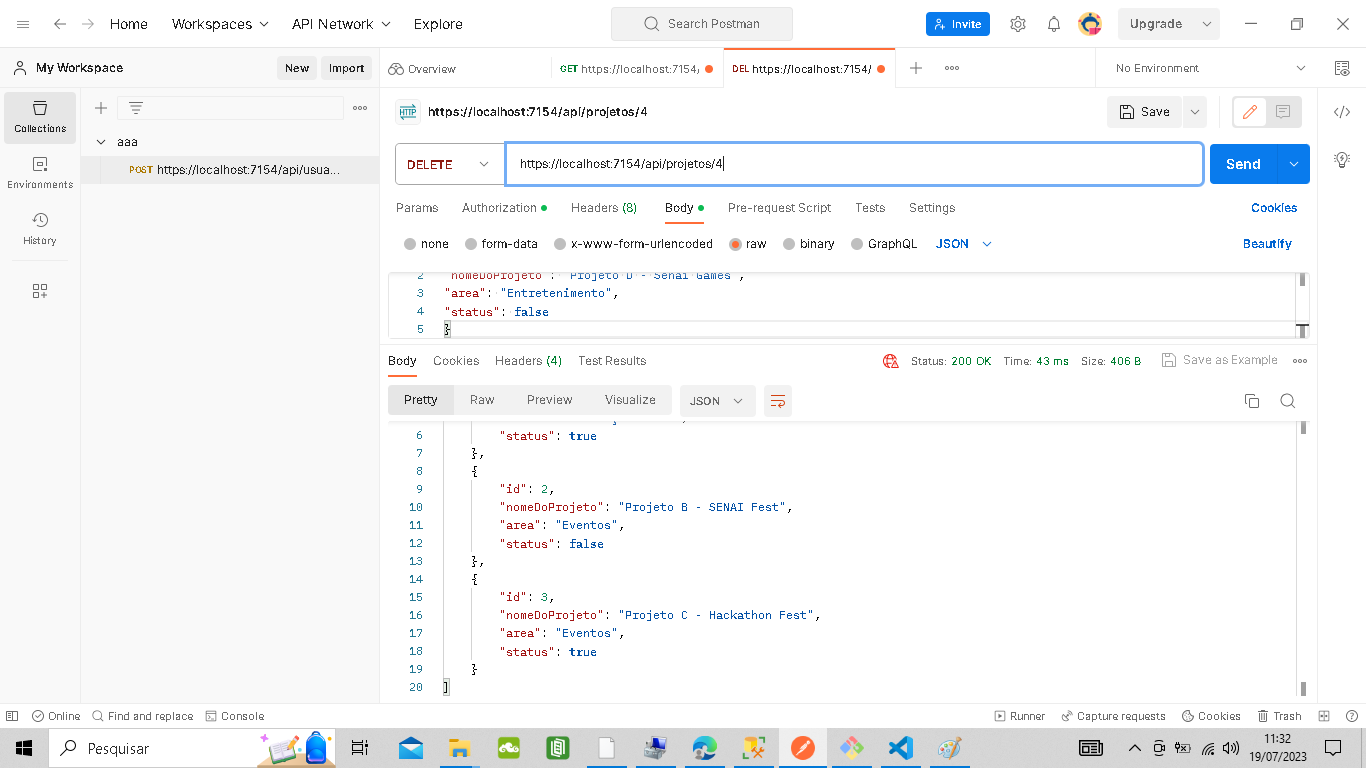 Home Workspaces API Network Explore Search Postman Invite Upgrade
My Workspace New Import Overview GET https://localhost:7154/ DEL https://localhost:7154/ No Environment
Collections
Environments
History
aaa
POST https://localhost:7154/api/usua...
https://localhost:7154/api/projetos/4 Save
DELETE https://localhost:7154/api/projetos/4 Send
Params Authorization Headers (8) Body Pre-request Script Tests Settings Cookies
none form-data x-www-form-urlencoded raw binary GraphQL JSON Beautify
2 "nomeDoProjeto": "Projeto D - Senai Games",
3 "area": "Entretenimento",
4 "status": false
5 }
Body Cookies Headers (4) Test Results Status: 200 OK Time: 43 ms Size: 406 B Save as Example
Pretty Raw Preview Visualize JSON
6 "status": true
7 },
8 {
9 "id": 2,
10 "nomeDoProjeto": "Projeto B - SENAI Fest",
11 "area": "Eventos",
12 "status": false
13 },
14 {
15 "id": 3,
16 "nomeDoProjeto": "Projeto C - Hackathon Fest",
17 "area": "Eventos",
18 "status": true
19 }
20 ]
Online Find and replace Console Runner Capture requests Cookies Trash
Pesquisar
11:32
19/07/2023